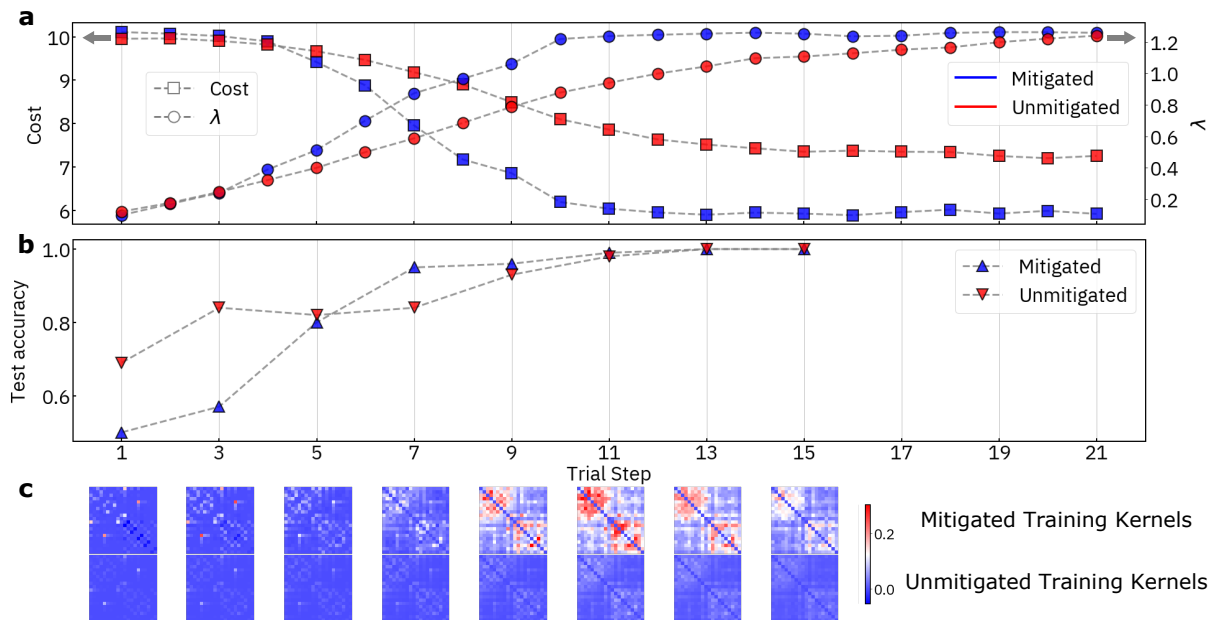 a
10
9
8
7
6
Cost
Cost
λ
Mitigated
Unmitigated
1.2
1.0
0.8
0.6
0.4
0.2
λ
b
1.0
0.8
0.6
Test accuracy
Mitigated
Unmitigated
1 3 5 7 9 11 13 15 17 19 21
Trial Step
c
0.2
0.0
Mitigated Training Kernels
Unmitigated Training Kernels